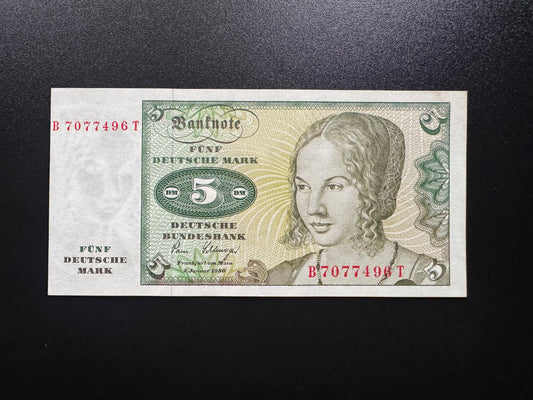 B 7077496 T
Banknote
FÜNF
DEUTSCHE MARK
DM 5 DM
DEUTSCHE
BUNDESBANK
Frankfurt am Main
2. Januar 1980
FÜNF
DEUTSCHE
MARK
5
5
5
5
B 7077496 T